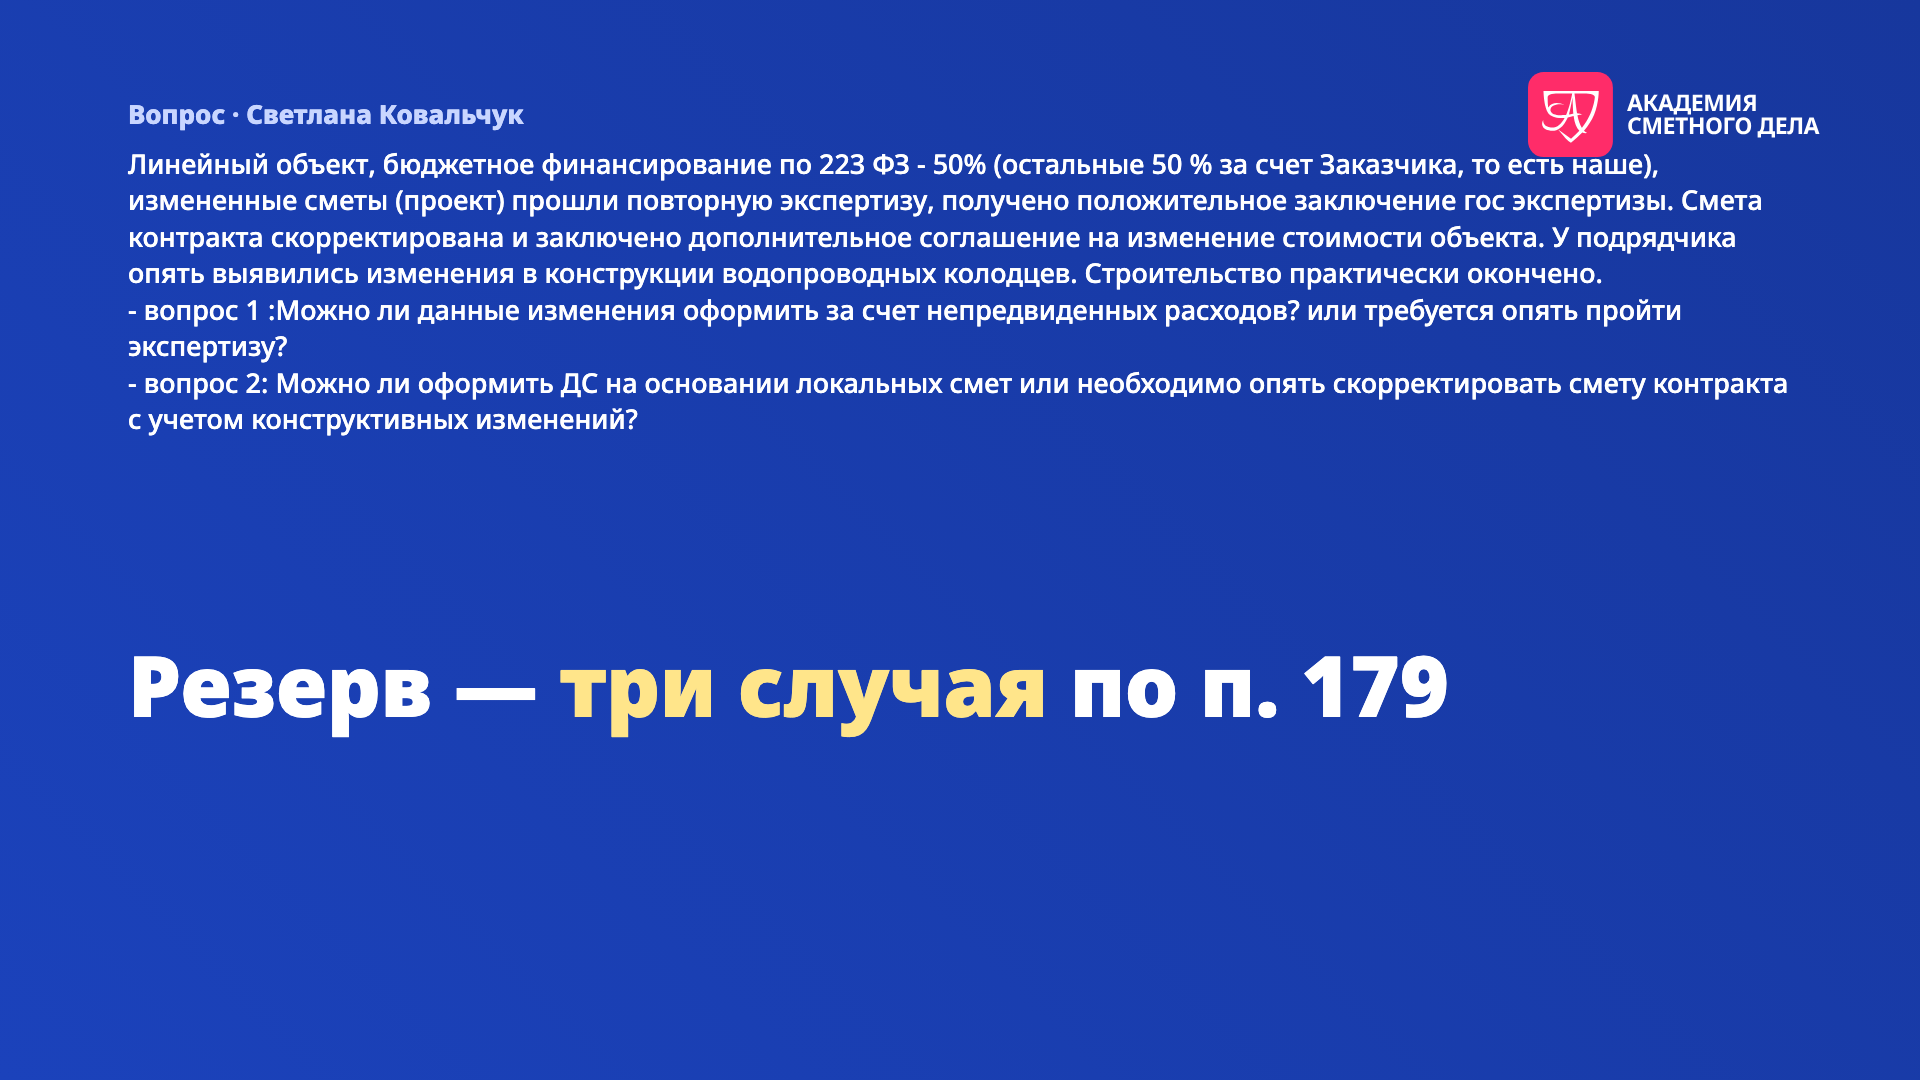 Вопрос · Светлана Ковальчук
АКАДЕМИЯ
СМЕТНОГО ДЕЛА
Линейный объект, бюджетное финансирование по 223 ФЗ - 50% (остальные 50 % за счет Заказчика, то есть наше),
измененные сметы (проект) прошли повторную экспертизу, получено положительное заключение гос экспертизы. Смета
контракта скорректирована и заключено дополнительное соглашение на изменение стоимости объекта. У подрядчика
опять выявились изменения в конструкции водопроводных колодцев. Строительство практически окончено.
- вопрос 1 :Можно ли данные изменения оформить за счет непредвиденных расходов? или требуется опять пройти
экспертизу?
- вопрос 2: Можно ли оформить ДС на основании локальных смет или необходимо опять скорректировать смету контракта
с учетом конструктивных изменений?
Резерв — три случая по п. 179